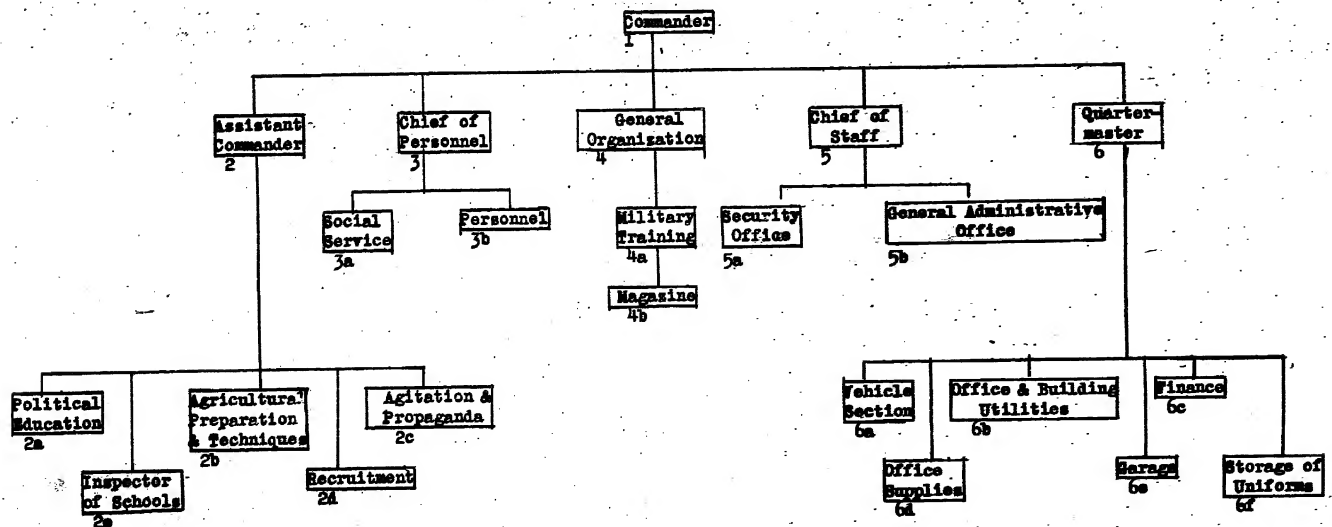 Commander
1
Assistant
Commander
2
Chief of
Personnel
3
General
Organization
4
Chief of
Staff
5
Quarter-
master
6
Social
Service
3a
Personnel
3b
Military
Training
4a
Magazine
4b
Security
Office
5a
General Administrative
Office
5b
Political
Education
2a
Agricultural
Preparation
& Techniques
2b
Agitation &
Propaganda
2c
Inspector
of Schools
2e
Recruitment
2d
Vehicle
Section
6a
Office & Building
Utilities
6b
Finance
6c
Office
Supplies
6d
Garage
6e
Storage of
Uniforms
6f